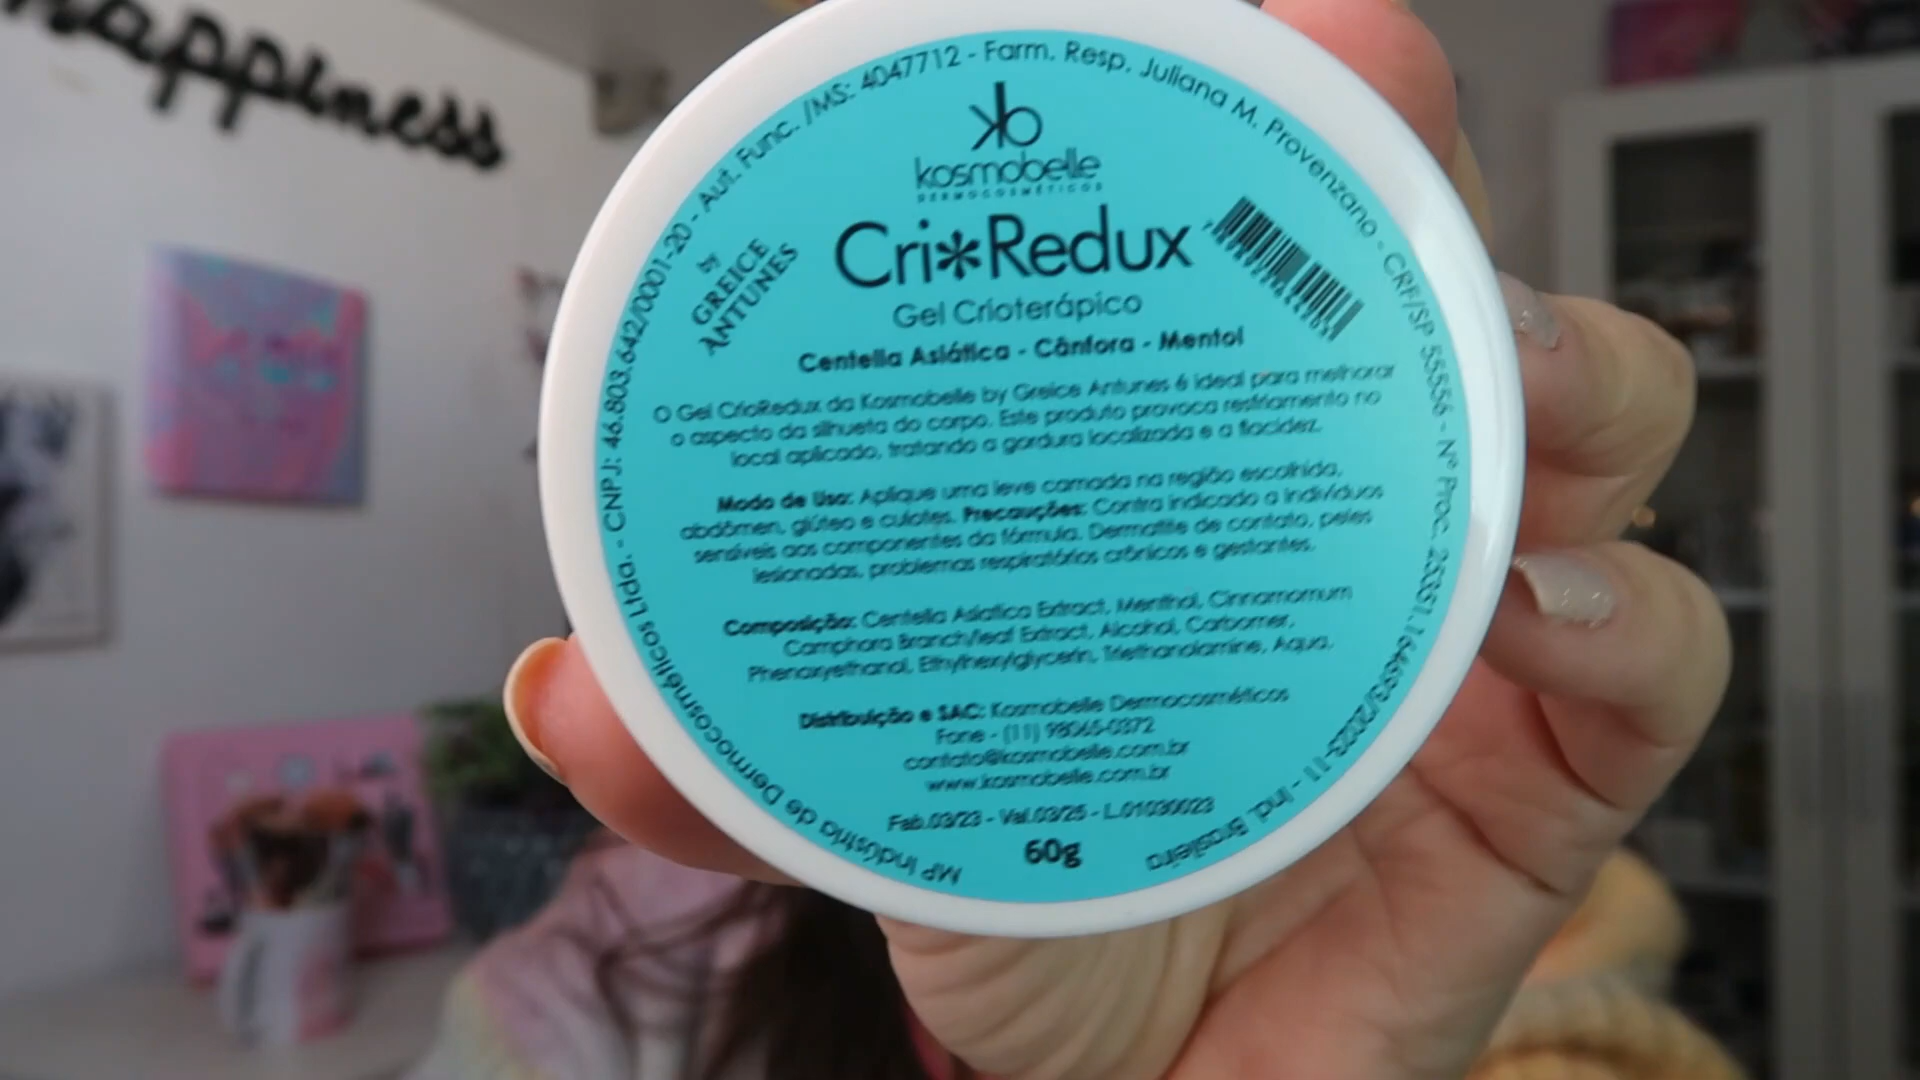 happiness
MP Indústria de Dermocosméticos Ltda. - CNPJ: 46.803.642/0001-20 - Aut. Func. /MS: 4047712 - Farm. Resp. Juliana M. Provenzano - CRF/SP 55556 - Nº Proc. 25351.164693/2023-11 - Ind. Brasileira
kb
kosmobelle
DERMOCOSMÉTICOS
by
GREICE
ANTUNES
Cri*Redux
Gel Crioterápico
Centella Asiática - Cânfora - Mentol
O Gel CrioRedux da Kosmobelle by Greice Antunes é ideal para melhorar
o aspecto da silhueta do corpo. Este produto provoca resfriamento no
local aplicado, tratando a gordura localizada e a flacidez.
Modo de Uso: Aplique uma leve camada na região escolhida,
abdômen, glúteo e culotes. Precauções: Contra indicado a indivíduos
sensíveis aos componentes da fórmula. Dermatite de contato, peles
lesionadas, problemas respiratórios crônicos e gestantes.
Composição: Centella Asiatica Extract, Menthol, Cinnamomum
Camphora Branch/leaf Extract, Alcohol, Carbomer,
Phenoxyethanol, Ethylhexylglycerin, Triethanolamine, Aqua.
Distribuição e SAC: Kosmobelle Dermocosméticos
Fone - (11) 98065-0372
contato@kosmobelle.com.br
www.kosmobelle.com.br
Fab.03/23 - Val.03/25 - L.01030023
60g